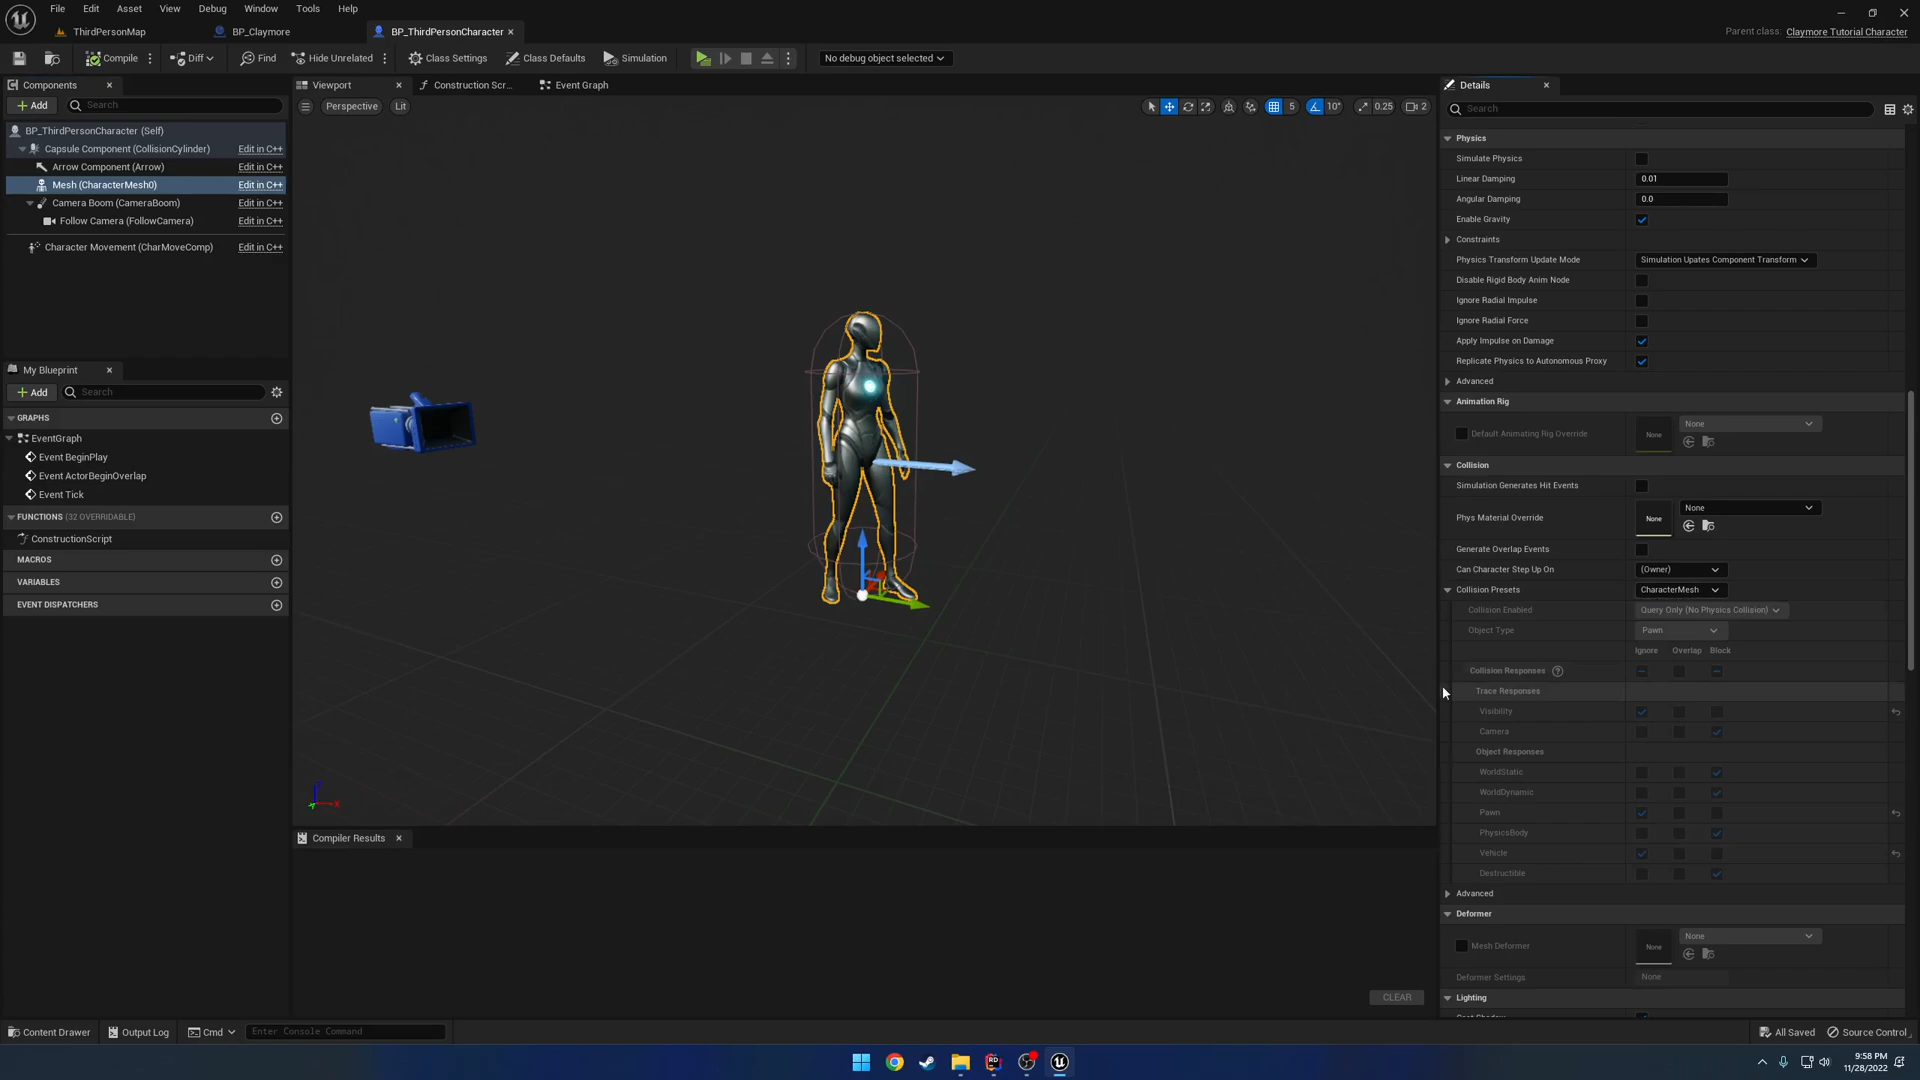 File Edit Asset View Debug Window Tools Help
ThirdPersonMap BP_Claymore BP_ThirdPersonCharacter Parent class: Claymore Tutorial Character
Compile Diff Find Hide Unrelated Class Settings Class Defaults Simulation No debug object selected
Components Viewport Construction Scr... Event Graph Details
Add Search Perspective Lit 5 10° 0.25 2 Search
BP_ThirdPersonCharacter (Self)
Capsule Component (CollisionCylinder) Edit in C++
Arrow Component (Arrow) Edit in C++
Mesh (CharacterMesh0) Edit in C++
Camera Boom (CameraBoom) Edit in C++
Follow Camera (FollowCamera) Edit in C++
Character Movement (CharMoveComp) Edit in C++
My Blueprint
Add Search
GRAPHS
EventGraph
Event BeginPlay
Event ActorBeginOverlap
Event Tick
FUNCTIONS (32 OVERRIDABLE)
ConstructionScript
MACROS
VARIABLES
EVENT DISPATCHERS
Physics
Simulate Physics
Linear Damping 0.01
Angular Damping 0.0
Enable Gravity
Constraints
Physics Transform Update Mode Simulation Upates Component Transform
Disable Rigid Body Anim Node
Ignore Radial Impulse
Ignore Radial Force
Apply Impulse on Damage
Replicate Physics to Autonomous Proxy
Advanced
Animation Rig
Default Animating Rig Override None None
Collision
Simulation Generates Hit Events
Phys Material Override None None
Generate Overlap Events
Can Character Step Up On (Owner)
Collision Presets CharacterMesh
Collision Enabled Query Only (No Physics Collision)
Object Type Pawn
Ignore Overlap Block
Collision Responses
Trace Responses
Visibility
Camera
Object Responses
WorldStatic
WorldDynamic
Pawn
PhysicsBody
Vehicle
Destructible
Advanced
Deformer
Mesh Deformer None None
Deformer Settings None
Lighting
Compiler Results
CLEAR
Content Drawer Output Log Cmd Enter Console Command All Saved Source Control
9:58 PM
11/28/2022